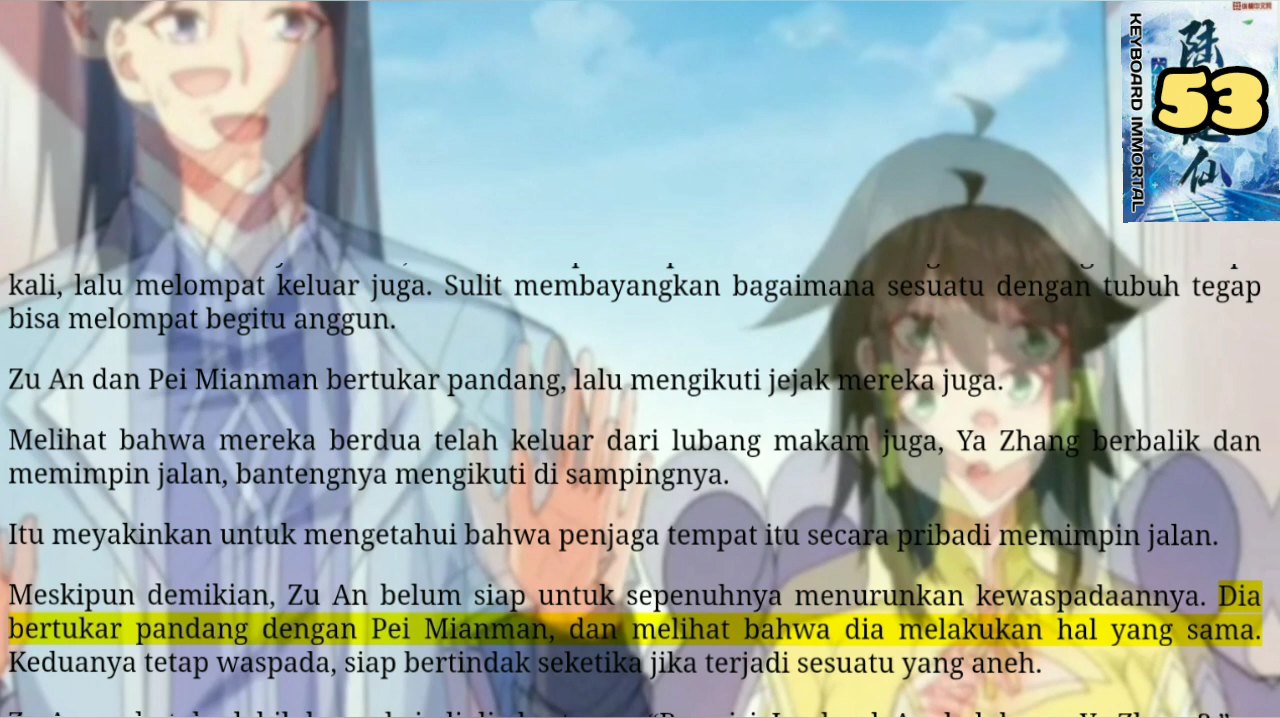 KEYBOARD IMMORTAL
53
仙
kali, lalu melompat keluar juga. Sulit membayangkan bagaimana sesuatu dengan tubuh tegap
bisa melompat begitu anggun.
Zu An dan Pei Mianman bertukar pandang, lalu mengikuti jejak mereka juga.
Melihat bahwa mereka berdua telah keluar dari lubang makam juga, Ya Zhang berbalik dan
memimpin jalan, bantengnya mengikuti di sampingnya.
Itu meyakinkan untuk mengetahui bahwa penjaga tempat itu secara pribadi memimpin jalan.
Meskipun demikian, Zu An belum siap untuk sepenuhnya menurunkan kewaspadaannya. Dia
bertukar pandang dengan Pei Mianman, dan melihat bahwa dia melakukan hal yang sama.
Keduanya tetap waspada, siap bertindak seketika jika terjadi sesuatu yang aneh.